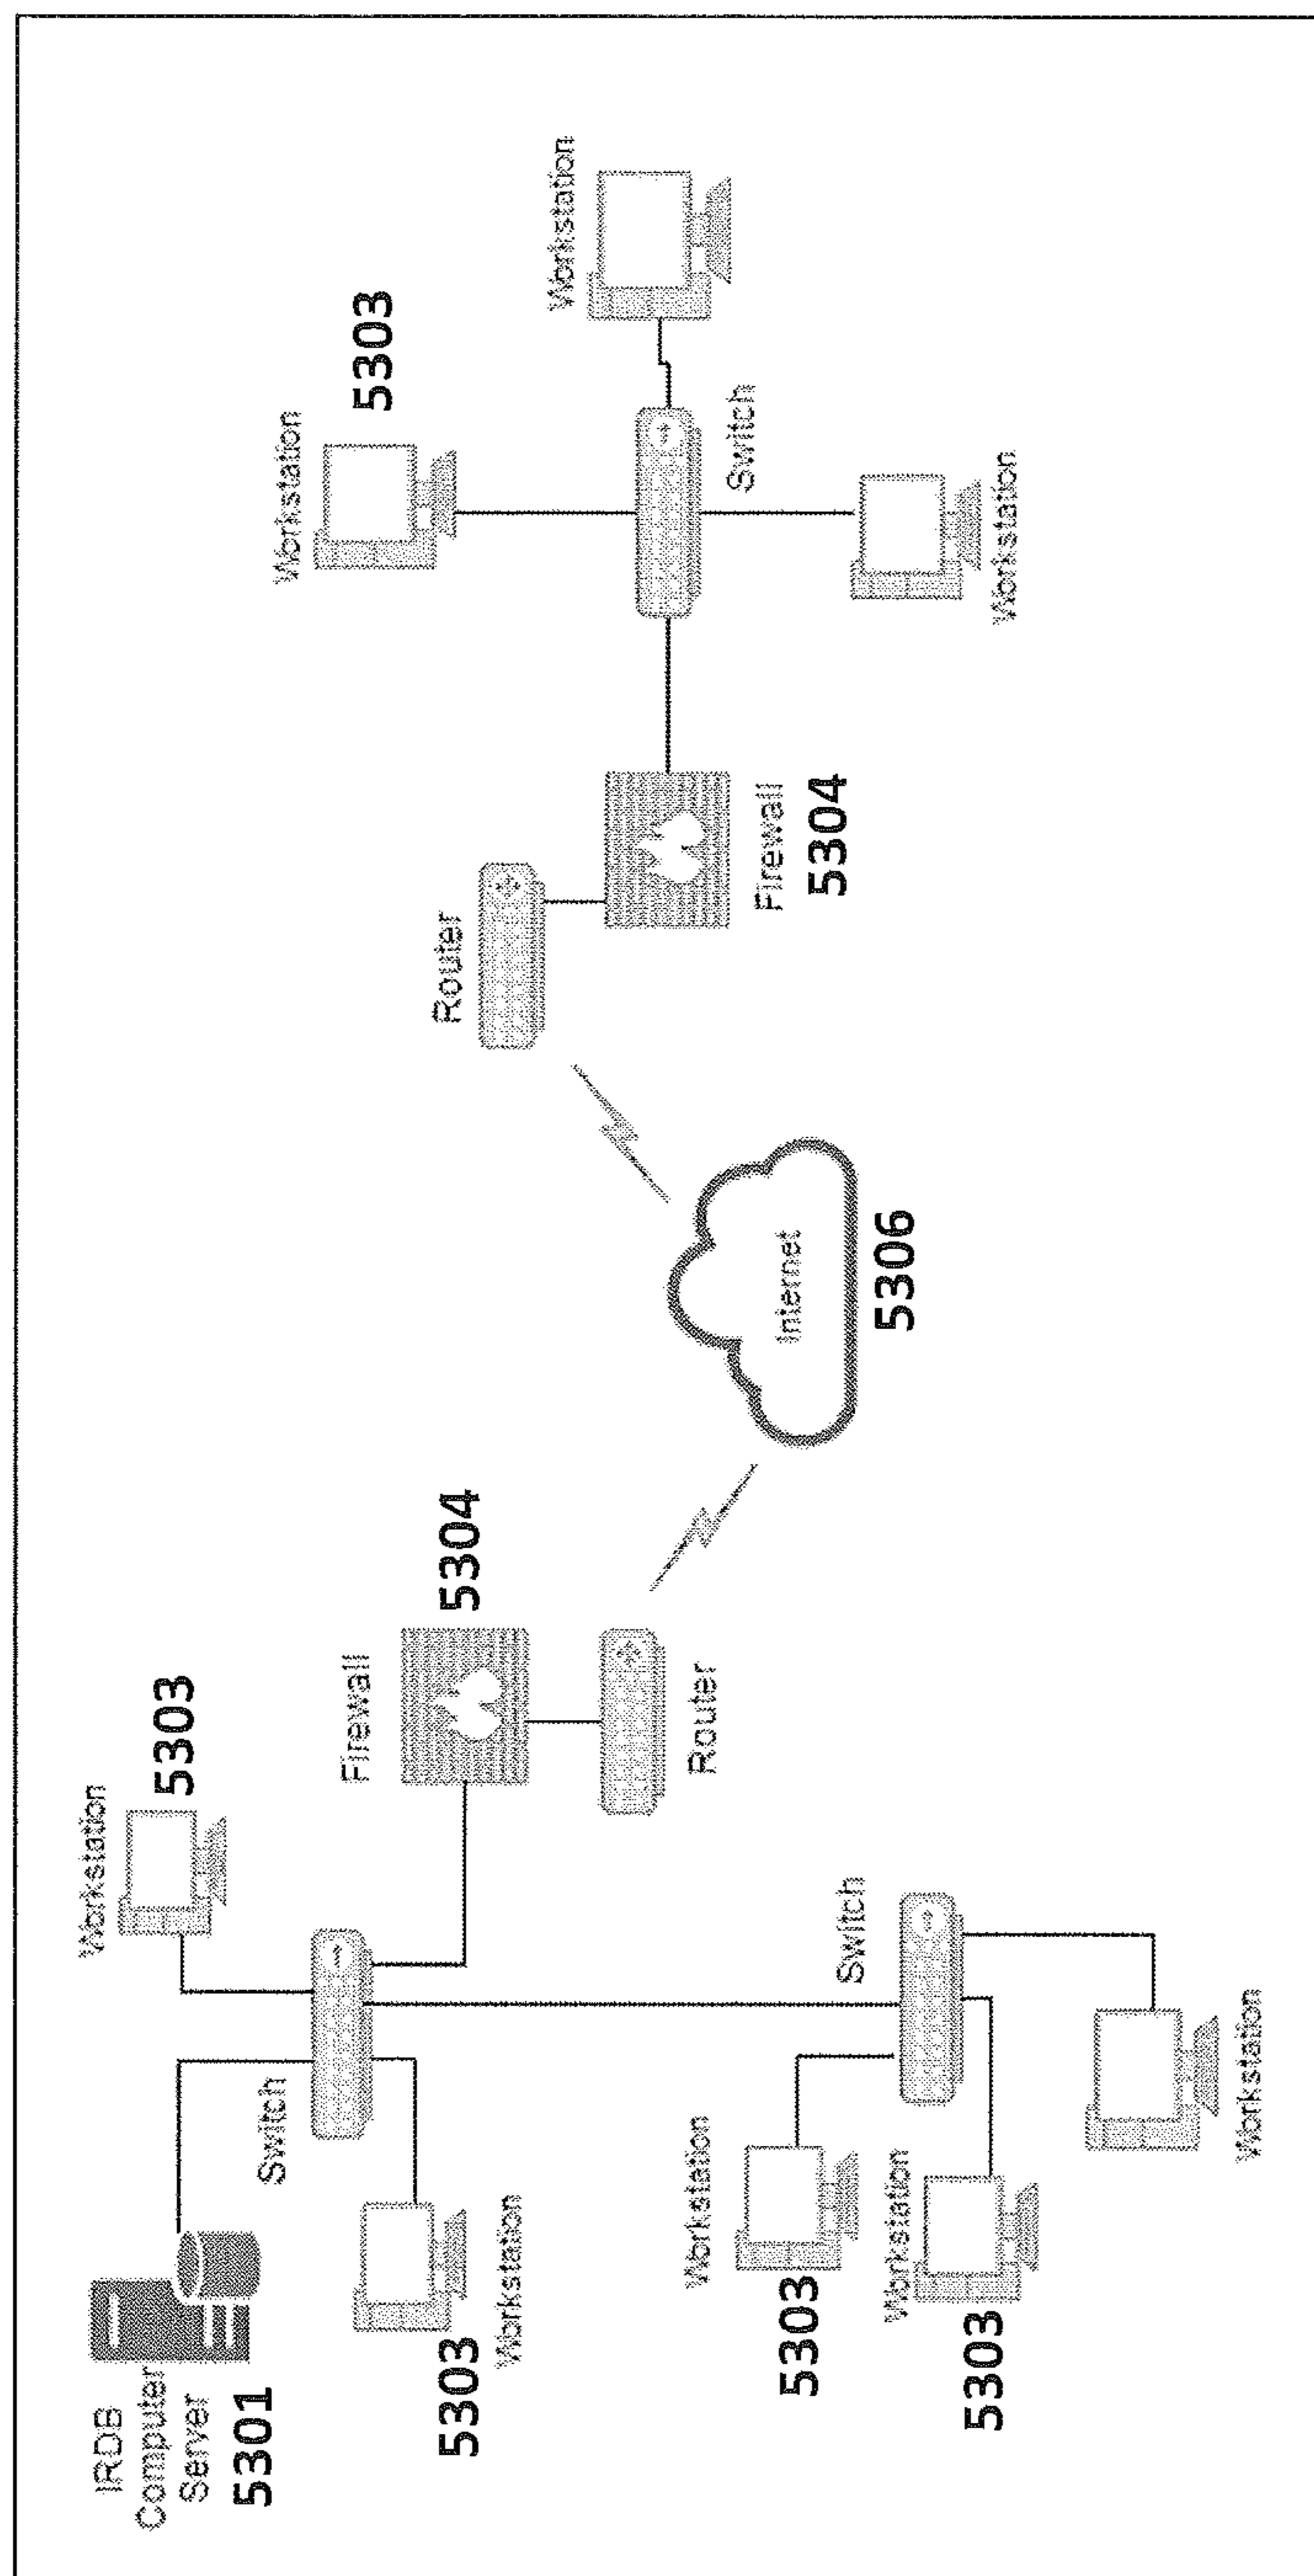 IRDB
Computer
Server
5301
Switch
Workstation
5303
5303
Workstation
Firewall
5304
Router
Switch
Workstation
5303
Workstation
5303
Workstation
Internet
5306
Router
Firewall
5304
Workstation
5303
Switch
Workstation
Workstation